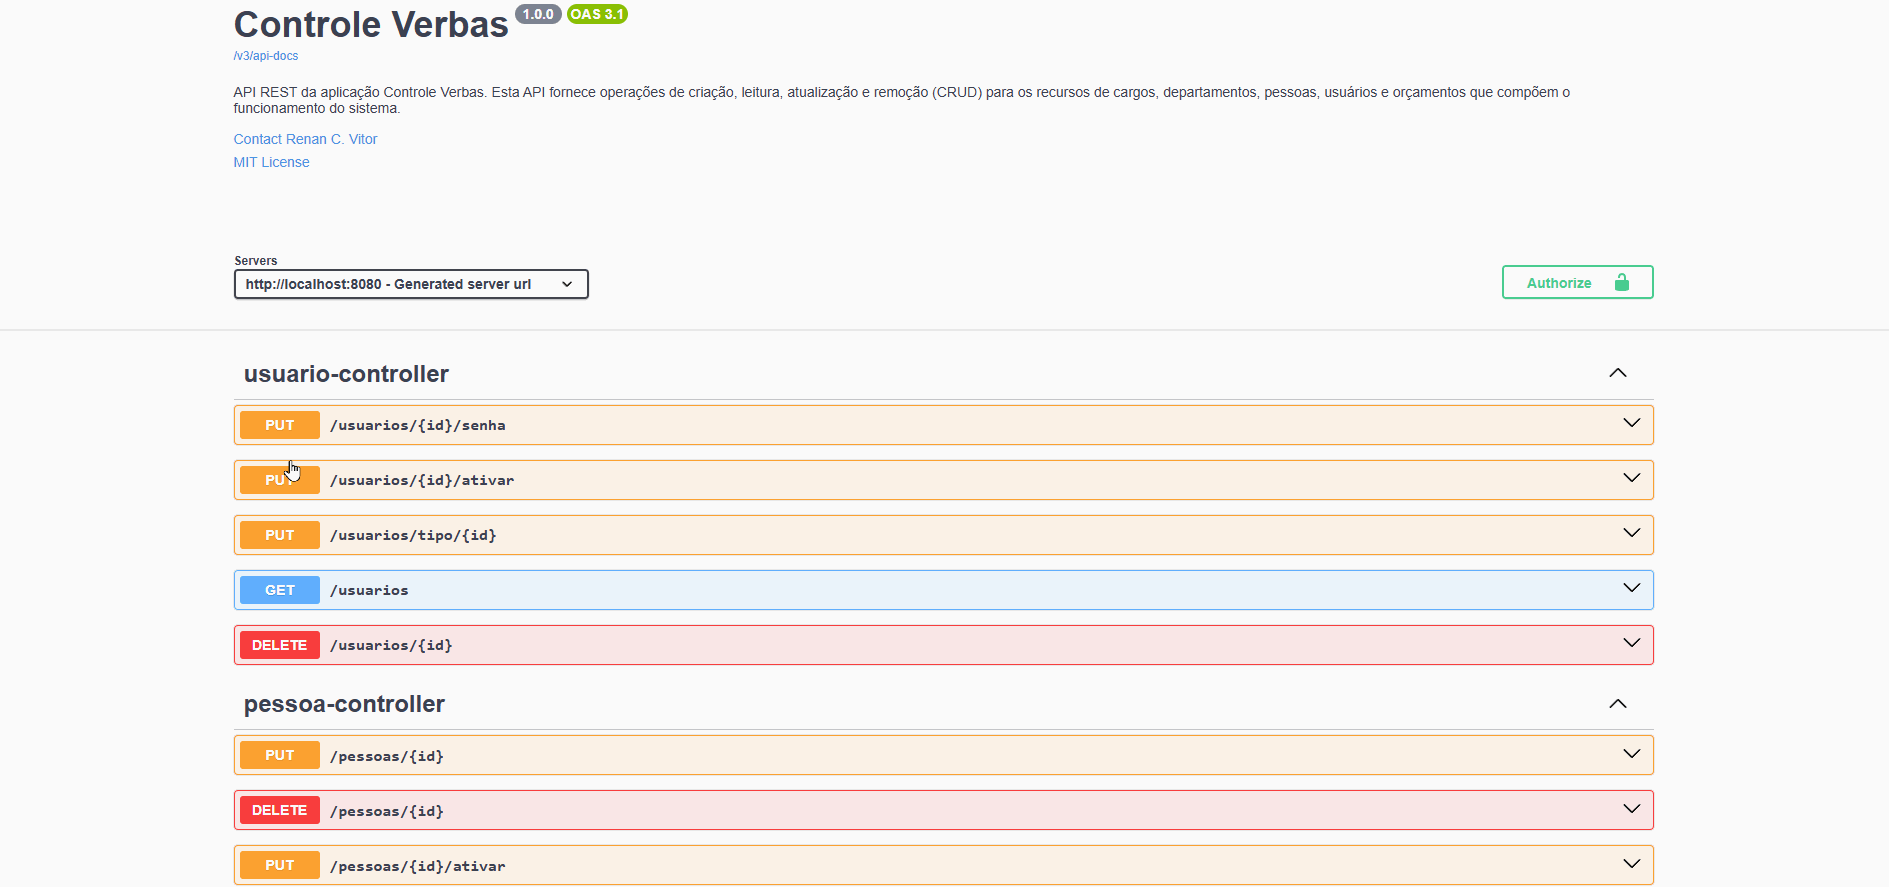 Controle Verbas 1.0.0 OAS 3.1
/v3/api-docs
API REST da aplicação Controle Verbas. Esta API fornece operações de criação, leitura, atualização e remoção (CRUD) para os recursos de cargos, departamentos, pessoas, usuários e orçamentos que compõem o
funcionamento do sistema.
Contact Renan C. Vitor
MIT License
Servers
http://localhost:8080 - Generated server url
Authorize
usuario-controller
PUT /usuarios/{id}/senha
PUT /usuarios/{id}/ativar
PUT /usuarios/tipo/{id}
GET /usuarios
DELETE /usuarios/{id}
pessoa-controller
PUT /pessoas/{id}
DELETE /pessoas/{id}
PUT /pessoas/{id}/ativar